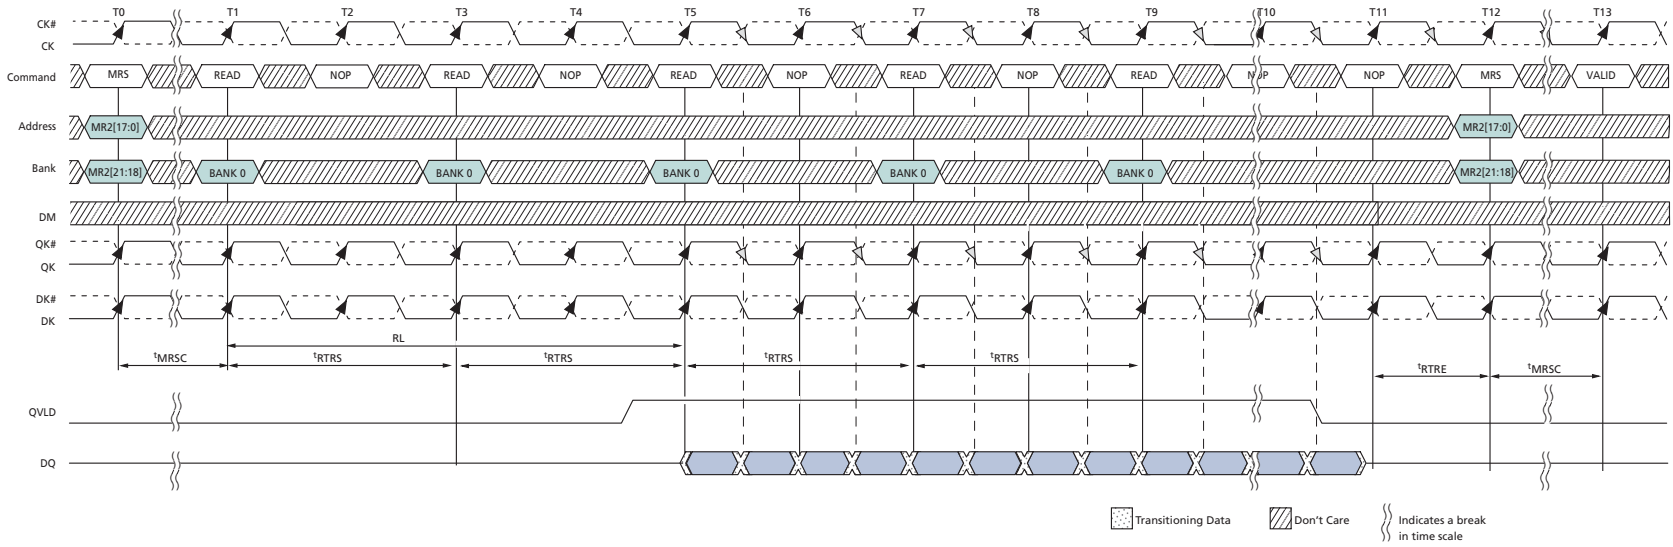 T0 T1 T2 T3 T4 T5 T6 T7 T8 T9 T10 T11 T12 T13
CK#
CK
Command MRS READ NOP READ NOP READ NOP READ NOP READ NOP NOP MRS VALID
Address MR2[17:0] MR2[17:0]
Bank MR2[21:18] BANK 0 BANK 0 BANK 0 BANK 0 BANK 0 MR2[21:18]
DM
QK#
QK
DK#
DK
RL
tMRSC tRTRS tRTRS tRTRS tRTRS tRTRE tMRSC
QVLD
DQ
Transitioning Data Don't Care Indicates a break
in time scale